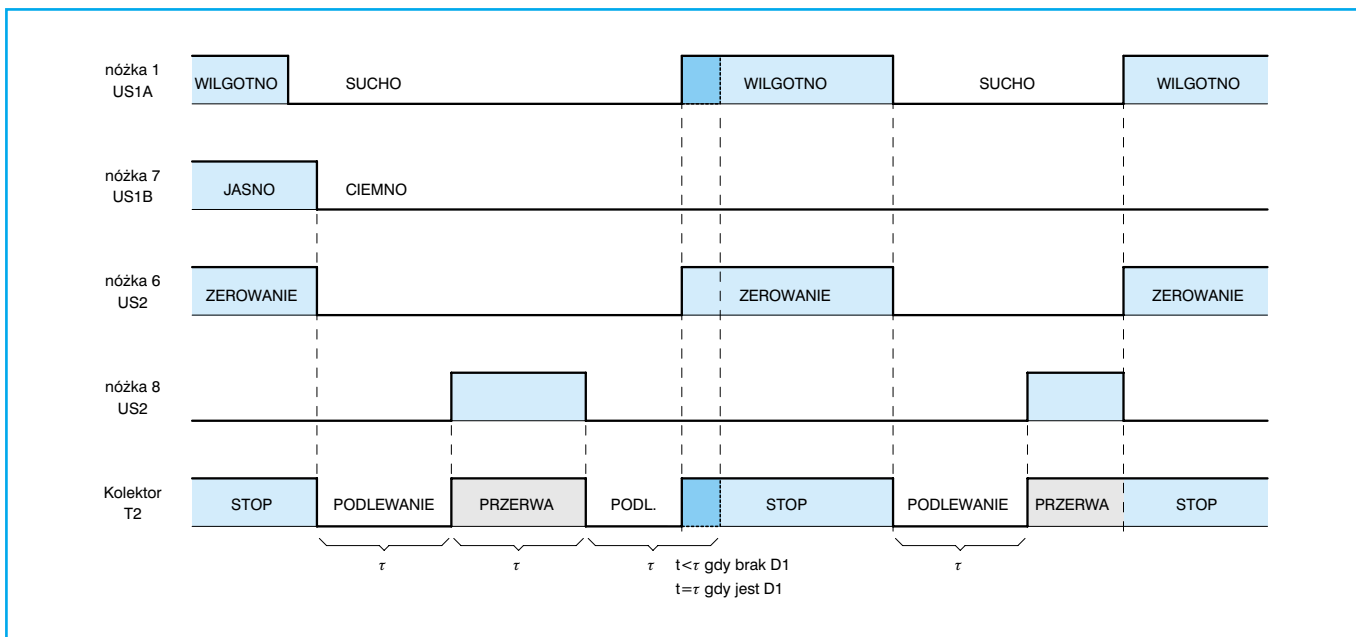 nóżka 1
US1A
WILGOTNO SUCHO WILGOTNO SUCHO WILGOTNO
nóżka 7
US1B
JASNO CIEMNO
nóżka 6
US2
ZEROWANIE ZEROWANIE ZEROWANIE
nóżka 8
US2
Kolektor
T2
STOP PODLEWANIE PRZERWA PODL. STOP PODLEWANIE PRZERWA STOP
τ τ τ t<τ gdy brak D1 τ
t=τ gdy jest D1